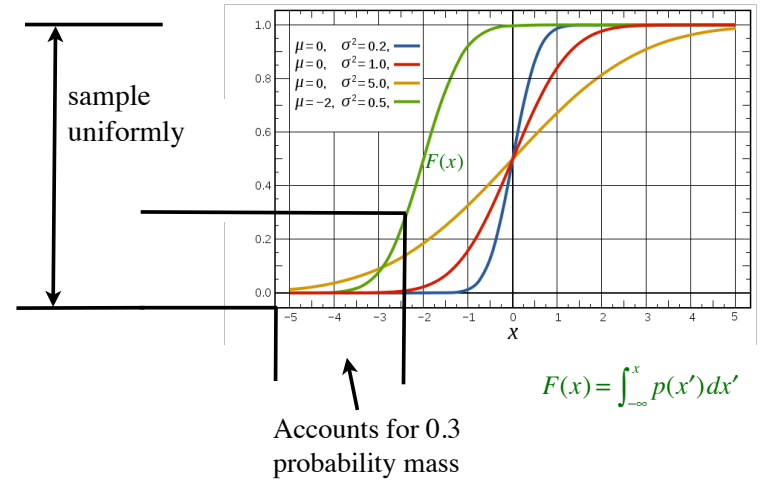 sample
uniformly
μ=0, σ²=0.2,
μ=0, σ²=1.0,
μ=0, σ²=5.0,
μ=−2, σ²=0.5,
F(x)
1.0
0.8
0.6
0.4
0.2
0.0
−5 −4 −3 −2 −1 0 1 2 3 4 5
x
F(x) = ∫_{−∞}^{x} p(x′)dx′
Accounts for 0.3
probability mass